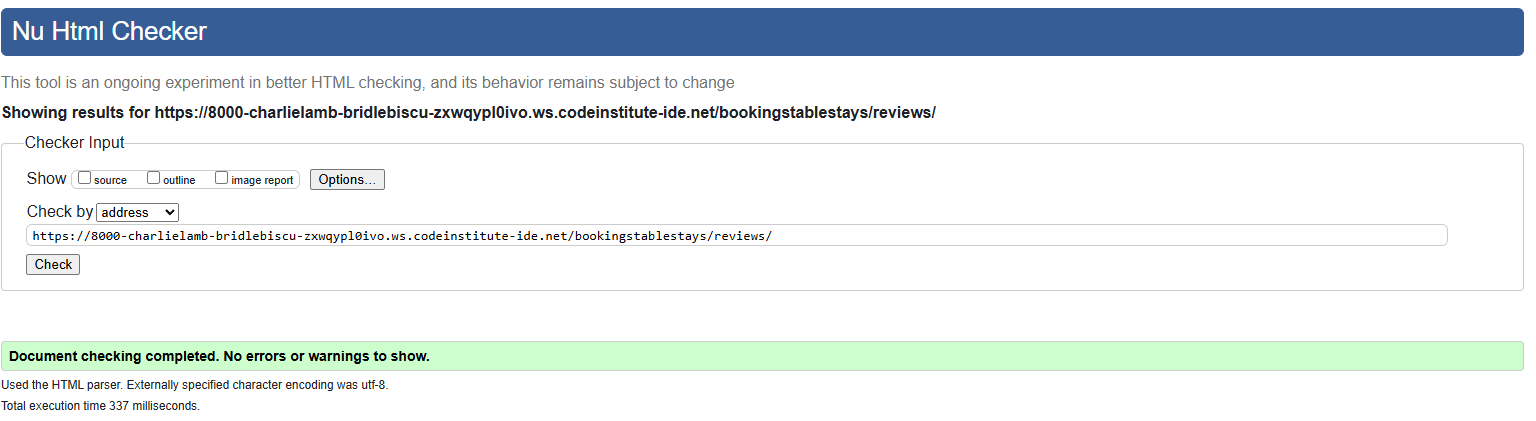 Nu Html Checker
This tool is an ongoing experiment in better HTML checking, and its behavior remains subject to change
Showing results for https://8000-charlielamb-bridlebiscu-zxwqypl0ivo.ws.codeinstitute-ide.net/bookingstablestays/reviews/
Checker Input
Show source outline image report Options...
Check by address
https://8000-charlielamb-bridlebiscu-zxwqypl0ivo.ws.codeinstitute-ide.net/bookingstablestays/reviews/
Check
Document checking completed. No errors or warnings to show.
Used the HTML parser. Externally specified character encoding was utf-8.
Total execution time 337 milliseconds.